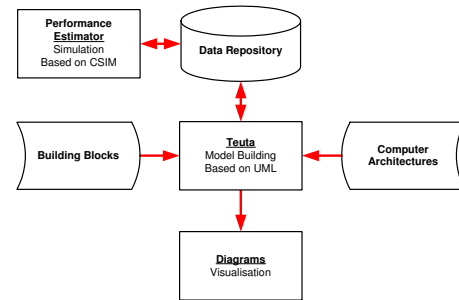 Performance
Estimator
Simulation
Based on CSIM
Data Repository
Building Blocks
Teuta
Model Building
Based on UML
Computer
Architectures
Diagrams
Visualisation